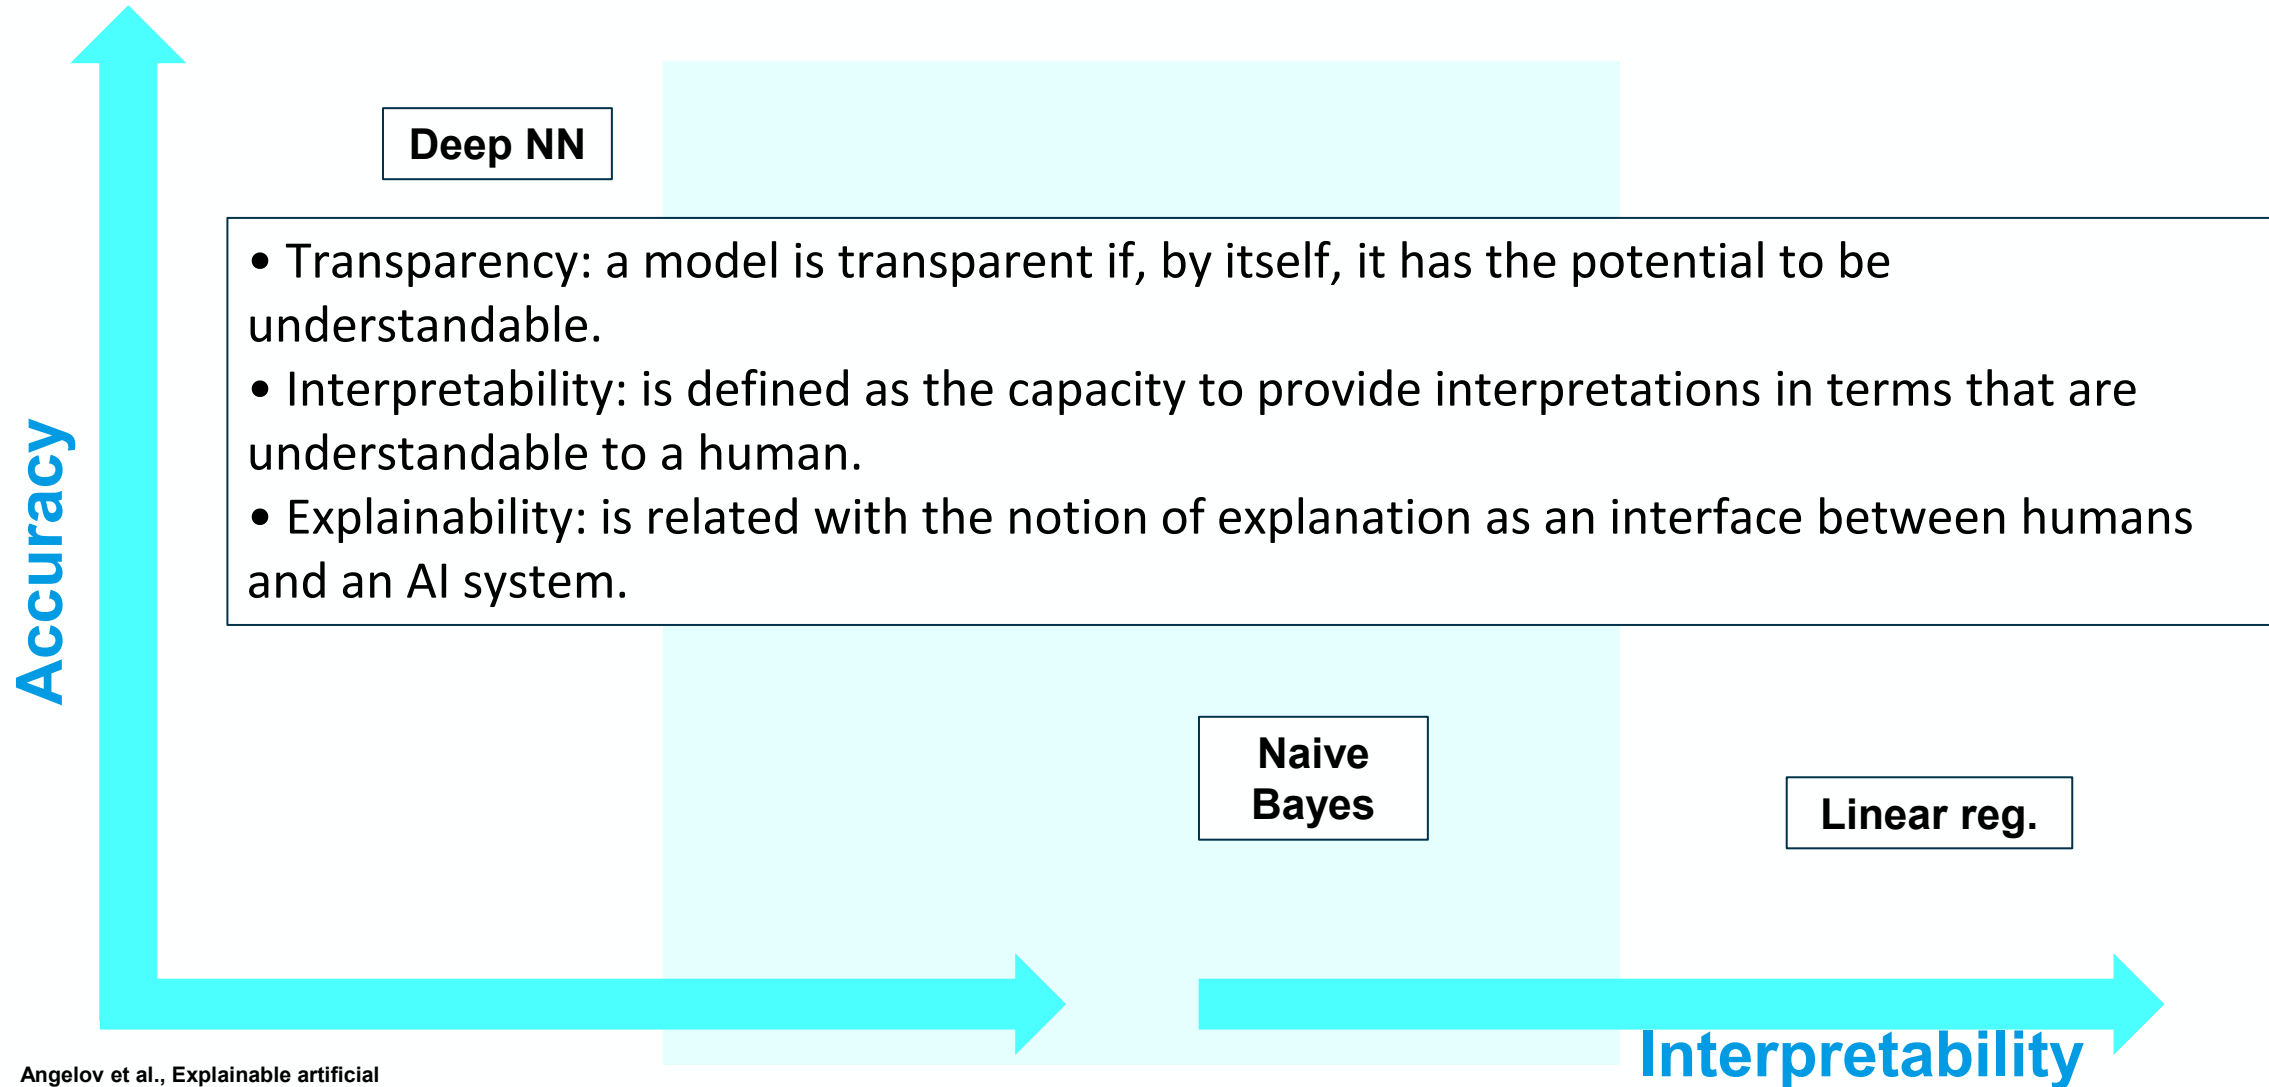 Deep NN
• Transparency: a model is transparent if, by itself, it has the potential to be
understandable.
• Interpretability: is defined as the capacity to provide interpretations in terms that are
understandable to a human.
• Explainability: is related with the notion of explanation as an interface between humans
and an AI system.
Accuracy
Naive
Bayes
Linear reg.
Interpretability
Angelov et al., Explainable artificial